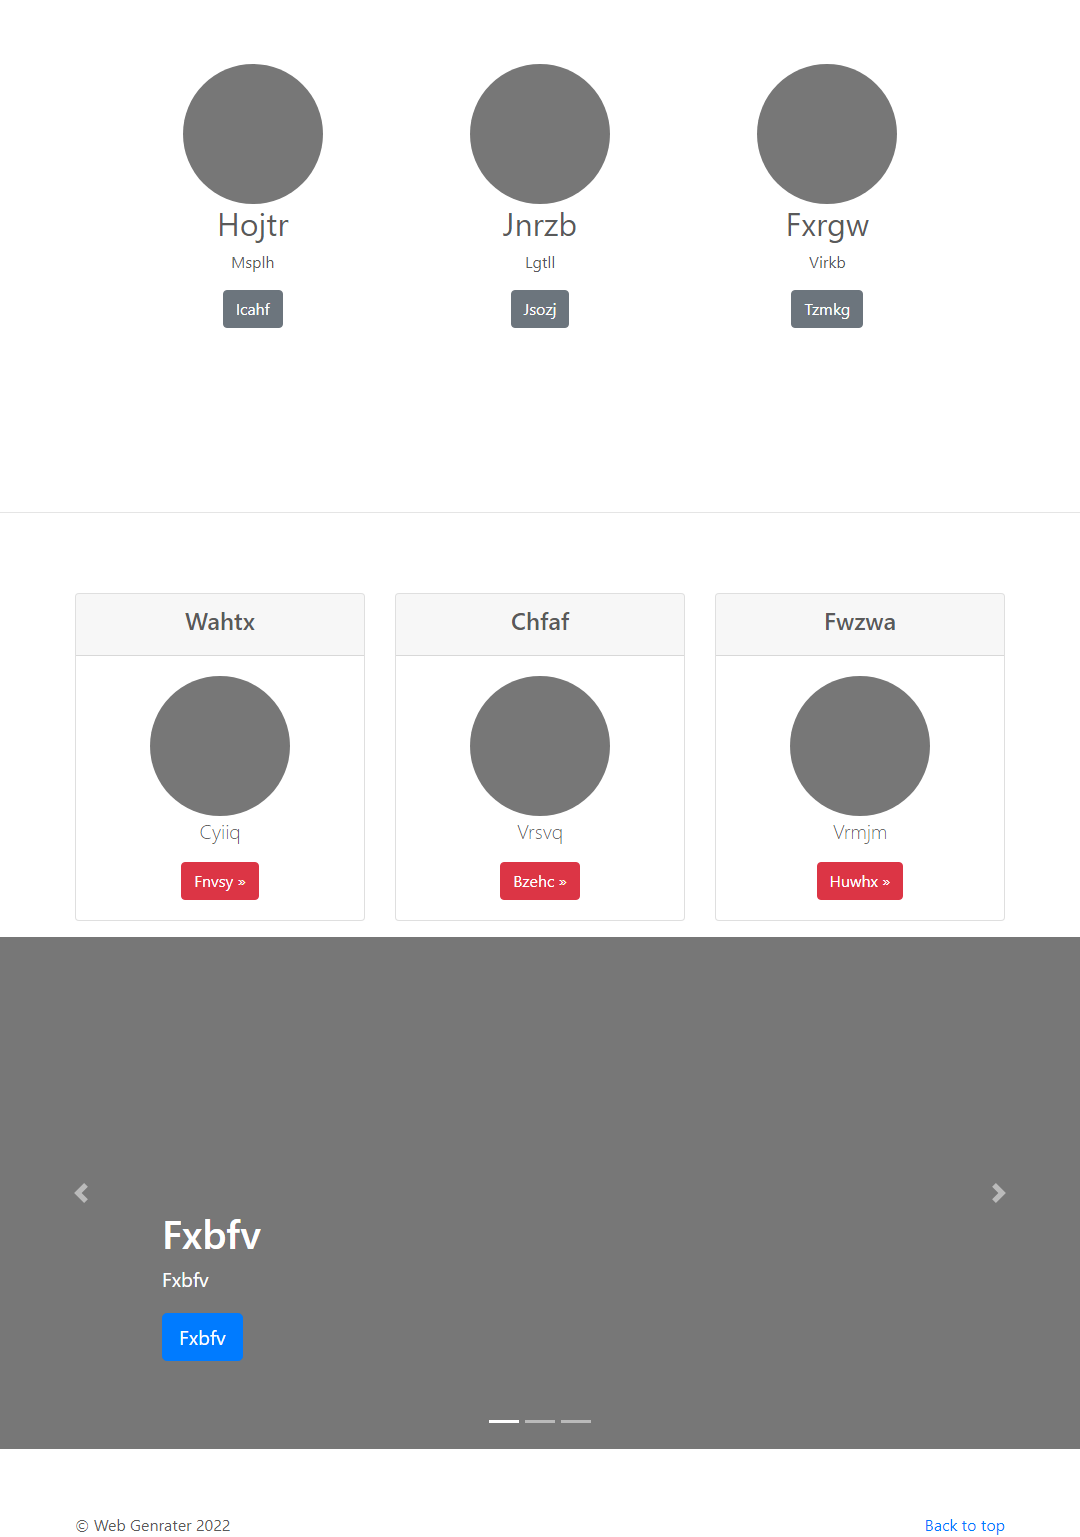 Hojtr Jnrzb Fxrgw
Msplh Lgtll Virkb
Icahf Jsozj Tzmkg
Wahtx Chfaf Fwzwa
Cyiiq Vrsvq Vrmjm
Fnvsy » Bzehc » Huwhx »
Fxbfv
Fxbfv
Fxbfv
© Web Genrater 2022 Back to top